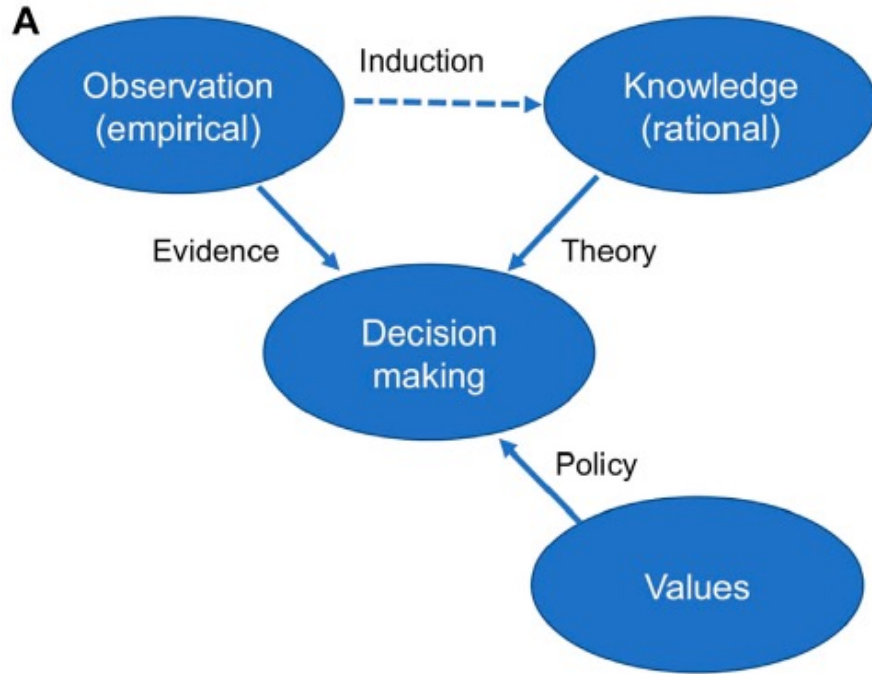 A
Observation
(empirical)
Induction
Knowledge
(rational)
Evidence
Theory
Decision
making
Policy
Values